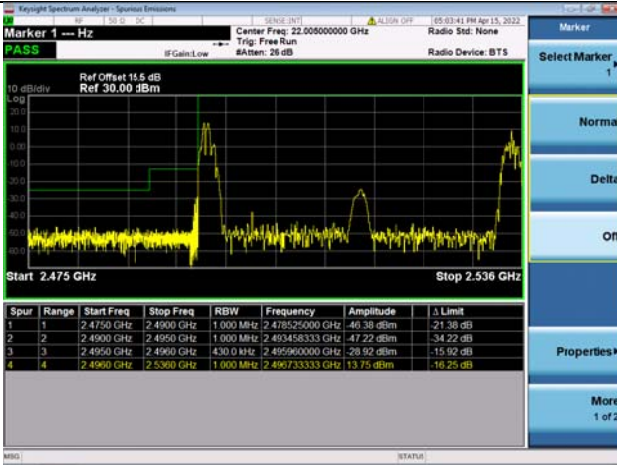 Keysight Spectrum Analyzer - Spurious Emissions
RF 50 Ω DC SENSE:INT ALIGN OFF 05:03:41 PM Apr 15, 2022
Marker 1 --- Hz
Center Freq: 22.005000000 GHz
Radio Std: None
Trig: Free Run
PASS
IFGain:Low
#Atten: 26 dB
Radio Device: BTS
Ref Offset 15.5 dB
10 dB/div Ref 30.00 dBm
Log
20.0
10.0
0.00
-10.0
-20.0
-30.0
-40.0
-50.0
-60.0
Start 2.475 GHz Stop 2.536 GHz
Spur Range Start Freq Stop Freq RBW Frequency Amplitude Δ Limit
1 1 2.4750 GHz 2.4900 GHz 1.000 MHz 2.478525000 GHz -46.38 dBm -21.38 dB
2 2 2.4900 GHz 2.4950 GHz 1.000 MHz 2.493458333 GHz -47.22 dBm -34.22 dB
3 3 2.4950 GHz 2.4960 GHz 430.0 kHz 2.495960000 GHz -28.92 dBm -15.92 dB
4 4 2.4960 GHz 2.5360 GHz 1.000 MHz 2.496733333 GHz 13.75 dBm -16.25 dB
MSG STATUS
Marker
Select Marker
1
Normal
Delta
Off
Properties
More
1 of 2